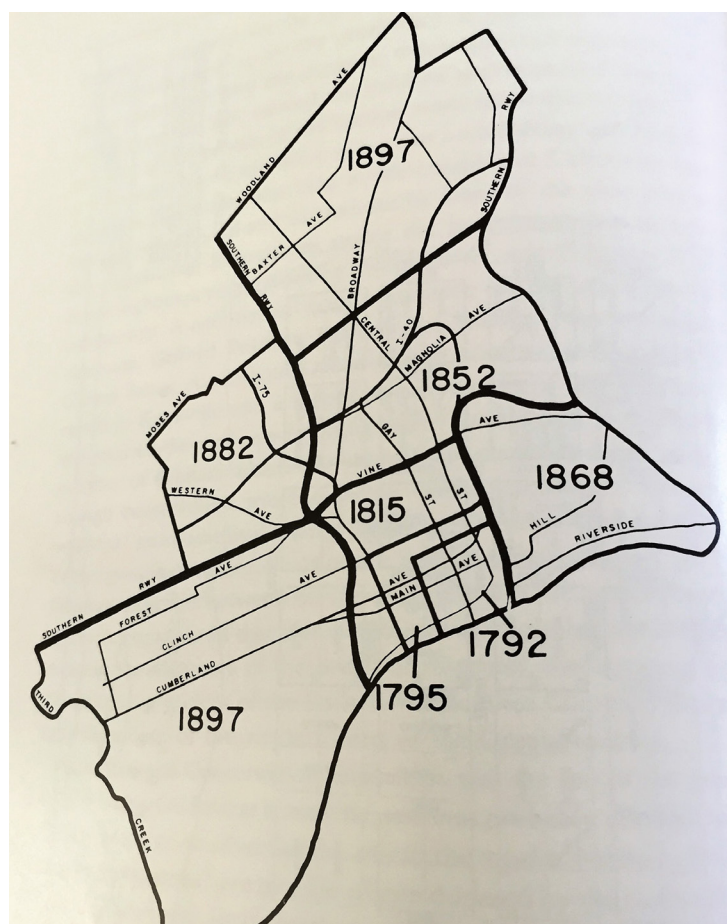 WOODLAND AVE
1897
SOUTHERN RWY
SOUTHERN RWY
BAXTER AVE
BROADWAY
CENTRAL
I-40
MAGNOLIA AVE
1852
MOSES AVE
I-75
1882
GAY ST
ST
VINE AVE
1868
WESTERN AVE
1815
HILL
RIVERSIDE
AVE
MAIN AVE
1792
SOUTHERN RWY
FOREST AVE
CLINCH AVE
CUMBERLAND
1795
THIRD CREEK
1897